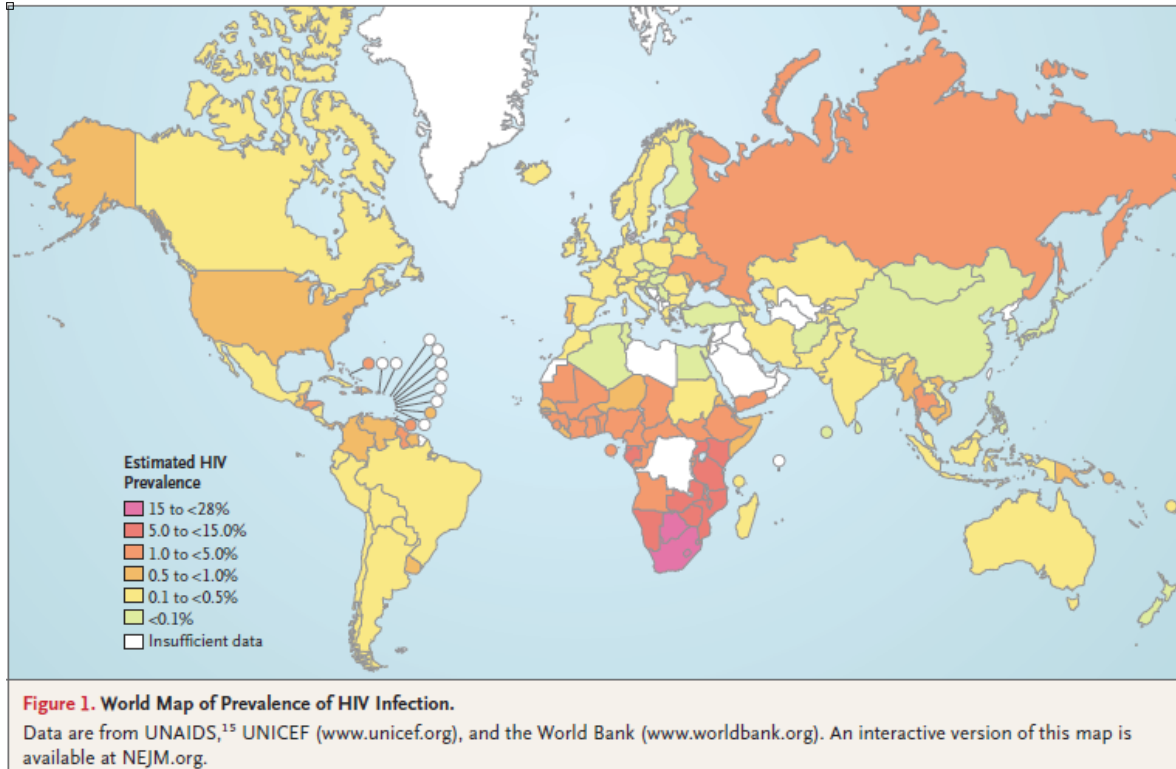 Estimated HIV
Prevalence
15 to <28%
5.0 to <15.0%
1.0 to <5.0%
0.5 to <1.0%
0.1 to <0.5%
<0.1%
Insufficient data
Figure 1. World Map of Prevalence of HIV Infection.
Data are from UNAIDS,¹⁵ UNICEF (www.unicef.org), and the World Bank (www.worldbank.org). An interactive version of this map is
available at NEJM.org.